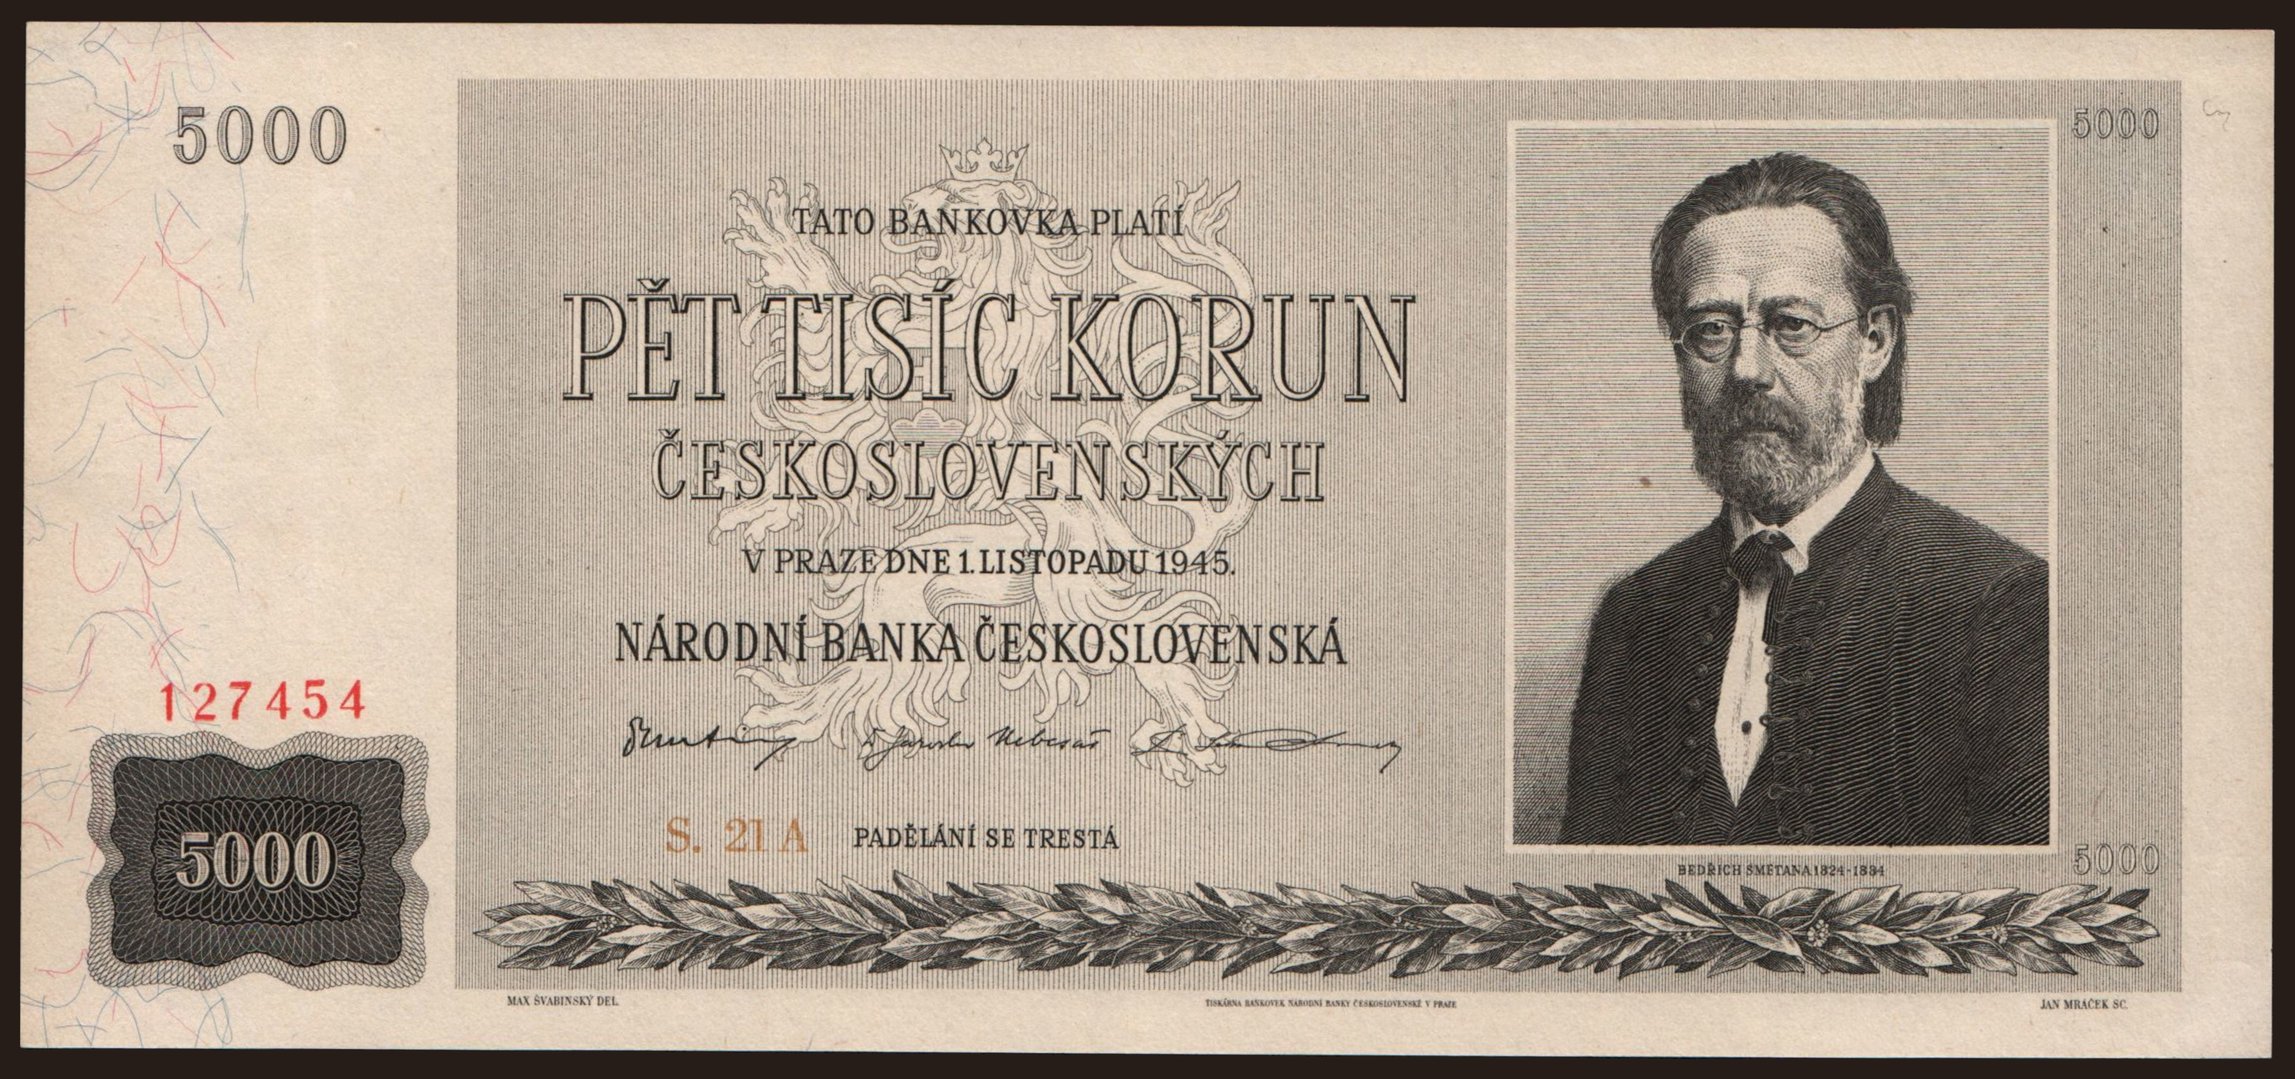 5000
5000
TATO BANKOVKA PLATÍ
PĚT TISÍC KORUN
ČESKOSLOVENSKÝCH
V PRAZE DNE 1. LISTOPADU 1945.
NÁRODNÍ BANKA ČESKOSLOVENSKÁ
127454
5000
S. 21 A PADĚLÁNÍ SE TRESTÁ
BEDŘICH SMETANA 1824-1884
5000
MAX ŠVABINSKÝ DEL.
TISKÁRNA BANKOVEK NÁRODNÍ BANKY ČESKOSLOVENSKÉ V PRAZE
JAN MRÁČEK SC.